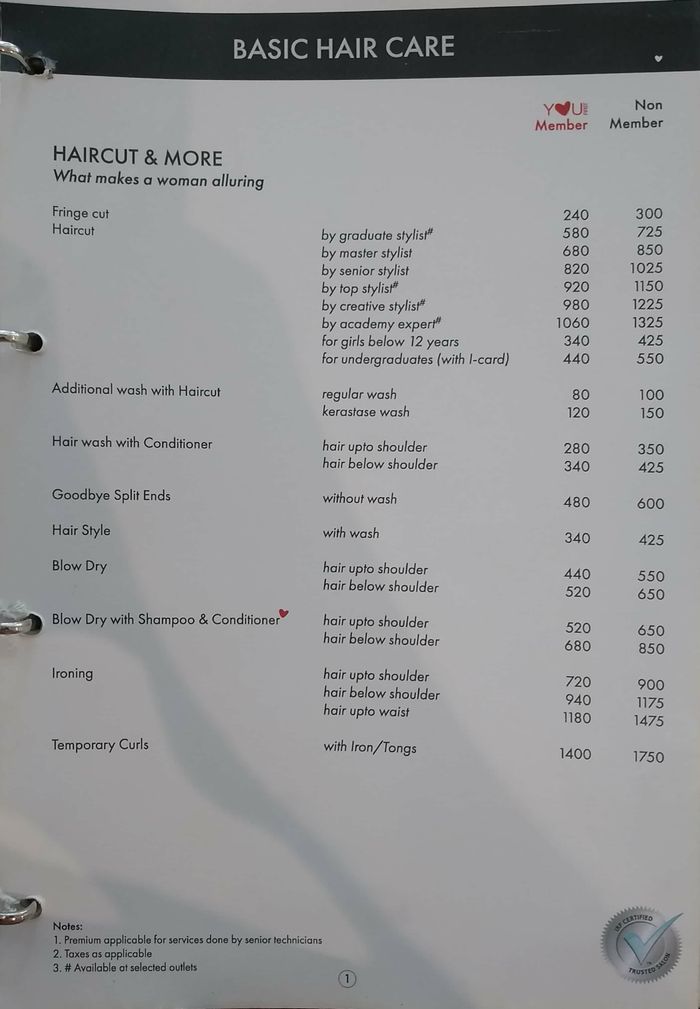 BASIC HAIR CARE
Y♥U FIRST Non
Member Member
HAIRCUT & MORE
What makes a woman alluring
Fringe cut 240 300
Haircut by graduate stylist# 580 725
by master stylist 680 850
by senior stylist 820 1025
by top stylist# 920 1150
by creative stylist# 980 1225
by academy expert# 1060 1325
for girls below 12 years 340 425
for undergraduates (with I-card) 440 550
Additional wash with Haircut regular wash 80 100
kerastase wash 120 150
Hair wash with Conditioner hair upto shoulder 280 350
hair below shoulder 340 425
Goodbye Split Ends without wash 480 600
Hair Style with wash 340 425
Blow Dry hair upto shoulder 440 550
hair below shoulder 520 650
Blow Dry with Shampoo & Conditioner♥ hair upto shoulder 520 650
hair below shoulder 680 850
Ironing hair upto shoulder 720 900
hair below shoulder 940 1175
hair upto waist 1180 1475
Temporary Curls with Iron/Tongs 1400 1750
Notes:
1. Premium applicable for services done by senior technicians
2. Taxes as applicable
3. # Available at selected outlets
1
CERTIFIED
TM
TRUSTED SALON